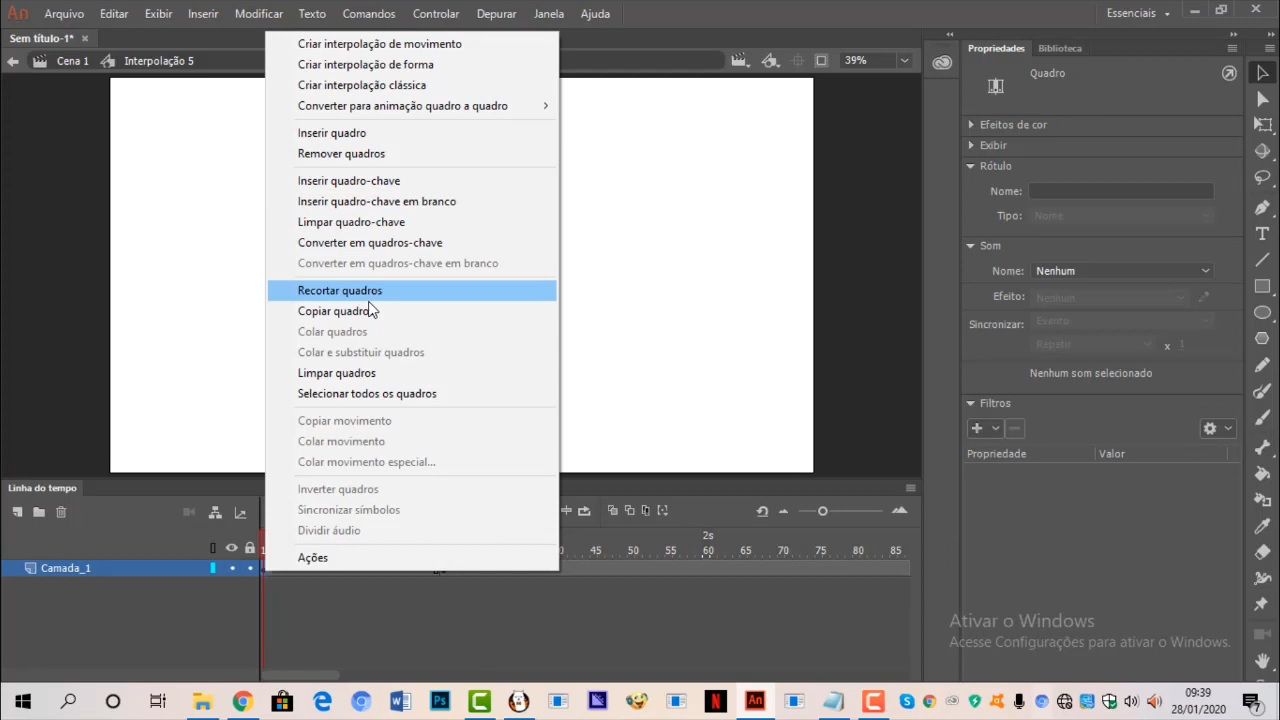 An Arquivo Editar Exibir Inserir Modificar Texto Comandos Controlar Depurar Janela Ajuda Essenciais
Sem título-1* ×
Cena 1 Interpolação 5 39%
Criar interpolação de movimento
Criar interpolação de forma
Criar interpolação clássica
Converter para animação quadro a quadro
Inserir quadro
Remover quadros
Inserir quadro-chave
Inserir quadro-chave em branco
Limpar quadro-chave
Converter em quadros-chave
Converter em quadros-chave em branco
Recortar quadros
Copiar quadro
Colar quadros
Colar e substituir quadros
Limpar quadros
Selecionar todos os quadros
Copiar movimento
Colar movimento
Colar movimento especial...
Inverter quadros
Sincronizar símbolos
Dividir áudio
Ações
Propriedades Biblioteca
Quadro
Efeitos de cor
Exibir
Rótulo
Nome:
Tipo: Nome
Som
Nome: Nenhum
Efeito: Nenhum
Sincronizar: Evento
Repetir x 1
Nenhum som selecionado
Filtros
Propriedade Valor
Linha do tempo
2s
45 50 55 60 65 70 75 80 85
Camada_1
Ativar o Windows
Acesse Configurações para ativar o Windows.
Ps An
09:39
28/01/2020
7